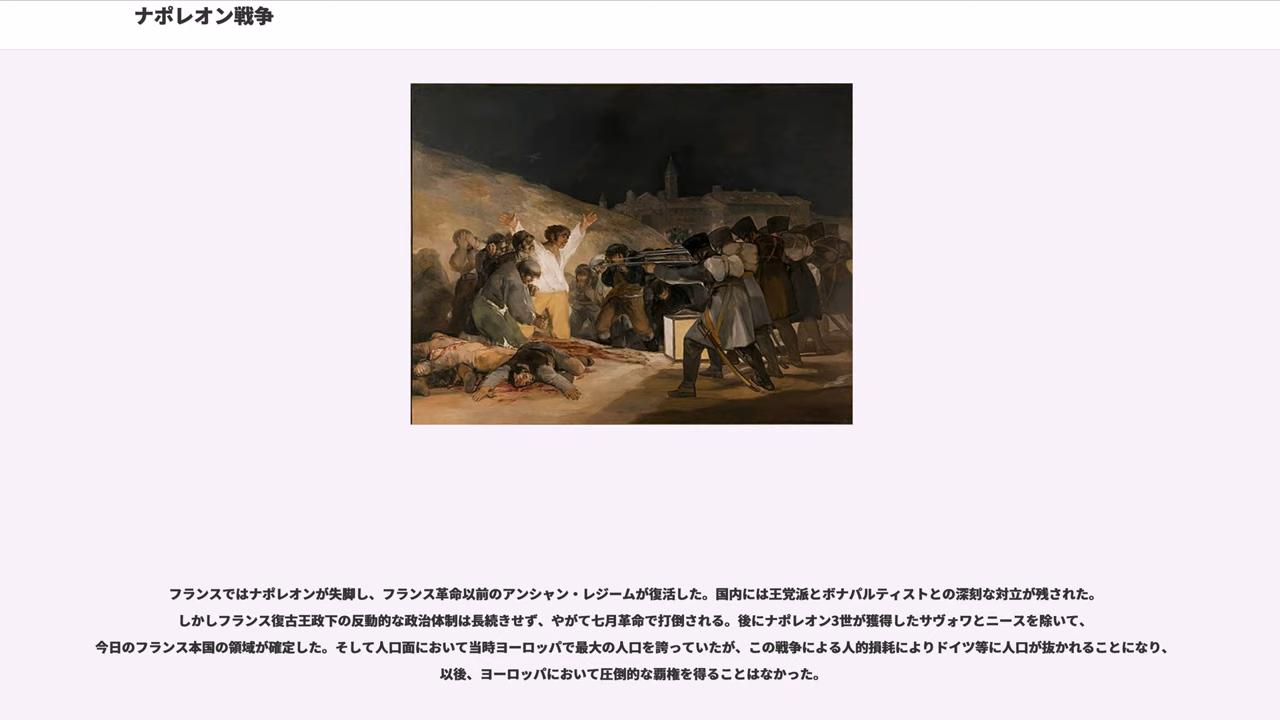 ナポレオン戦争
フランスではナポレオンが失脚し、フランス革命以前のアンシャン・レジームが復活した。国内には王党派とボナパルティストとの深刻な対立が残された。
しかしフランス復古王政下の反動的な政治体制は長続きせず、やがて七月革命で打倒される。後にナポレオン3世が獲得したサヴォワとニースを除いて、
今日のフランス本国の領域が確定した。そして人口面において当時ヨーロッパで最大の人口を誇っていたが、この戦争による人的損耗によりドイツ等に人口が抜かれることになり、
以後、ヨーロッパにおいて圧倒的な覇権を得ることはなかった。